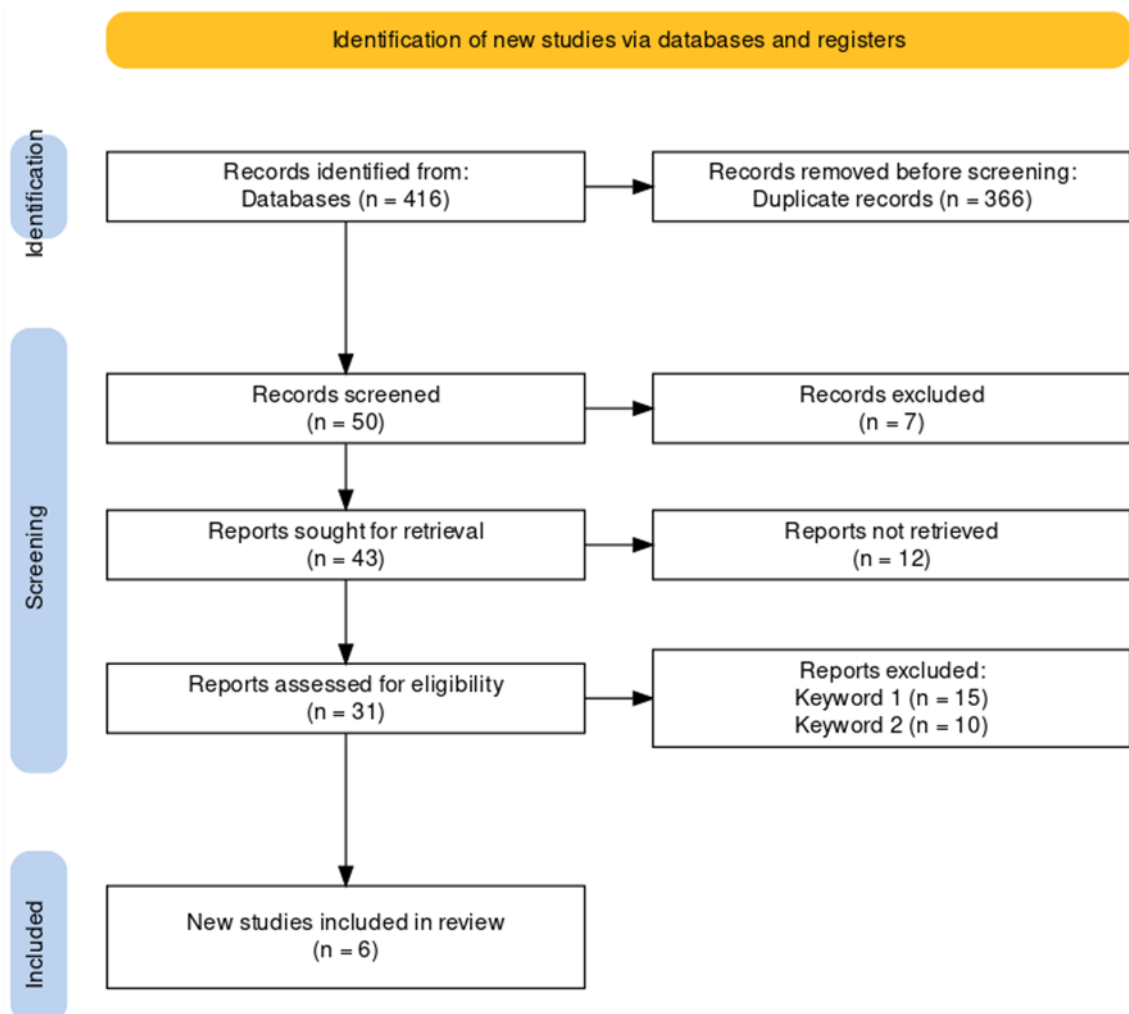 Identification of new studies via databases and registers
Identification
Records identified from:
Databases (n = 416)
Records removed before screening:
Duplicate records (n = 366)
Screening
Records screened
(n = 50)
Records excluded
(n = 7)
Reports sought for retrieval
(n = 43)
Reports not retrieved
(n = 12)
Reports assessed for eligibility
(n = 31)
Reports excluded:
Keyword 1 (n = 15)
Keyword 2 (n = 10)
Included
New studies included in review
(n = 6)